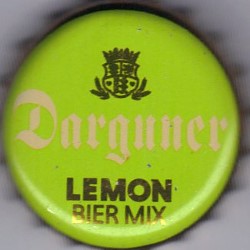 Darguner
LEMON
BIER MIX